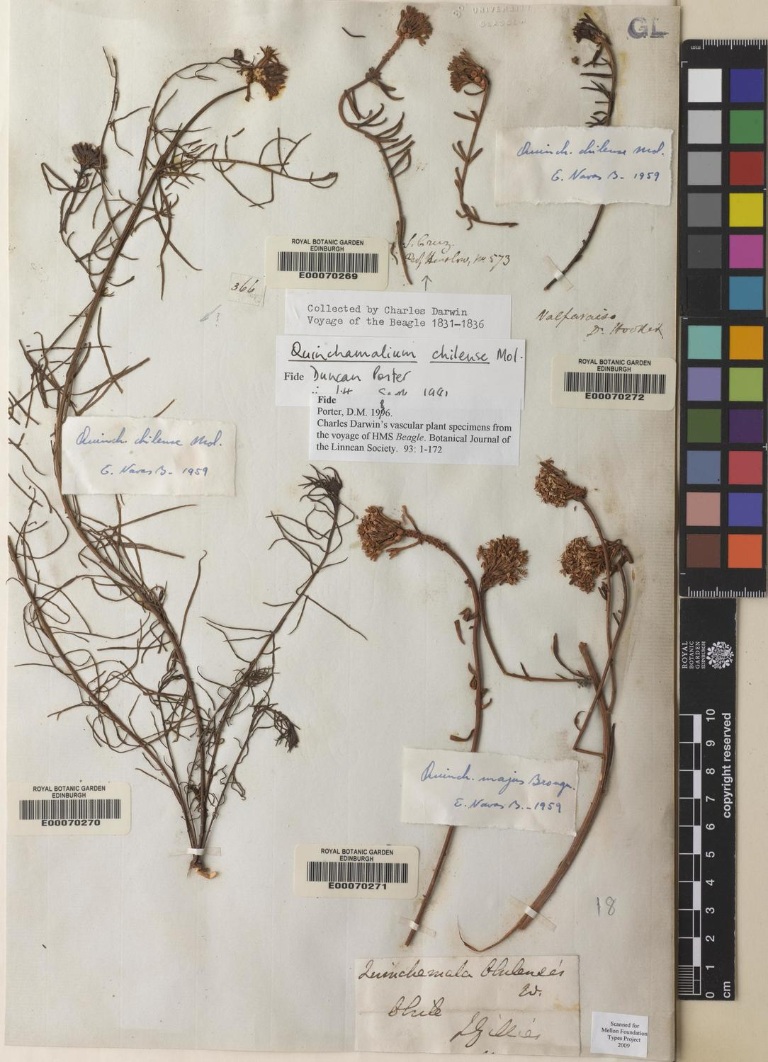 GL
Quinch. chilense Mol.
E. Navas B. - 1959
ROYAL BOTANIC GARDEN
EDINBURGH
E00070269
366
S. Cruz
Valparaiso
Dr. Hooker
ROYAL BOTANIC GARDEN
EDINBURGH
E00070272
Collected by Charles Darwin
Voyage of the Beagle 1831-1836
Quinchamalium chilense Mol.
Fide Duncan Porter
1991
Fide
Porter, D.M. 1986.
Charles Darwin's vascular plant specimens from
the voyage of HMS Beagle. Botanical Journal of
the Linnean Society. 93: 1-172
Quinch. chilense Mol.
E. Navas B - 1959
Quinch. majus Brongn.
E. Navas B. - 1959
ROYAL BOTANIC GARDEN
EDINBURGH
E00070270
ROYAL BOTANIC GARDEN
EDINBURGH
E00070271
18
Chile
J Gillies
Scanned for
Mellon Foundation
Types Project
2009
ROYAL
BOTANIC
GARDEN
EDINBURGH
copyright reserved
10
9
8
7
6
5
4
3
2
1
0
cm